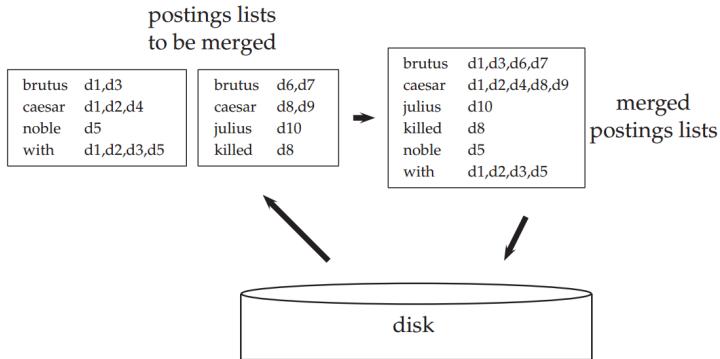 postings lists
to be merged
brutus d1,d3
caesar d1,d2,d4
noble d5
with d1,d2,d3,d5
brutus d6,d7
caesar d8,d9
julius d10
killed d8
brutus d1,d3,d6,d7
caesar d1,d2,d4,d8,d9
julius d10
killed d8
noble d5
with d1,d2,d3,d5
merged
postings lists
disk